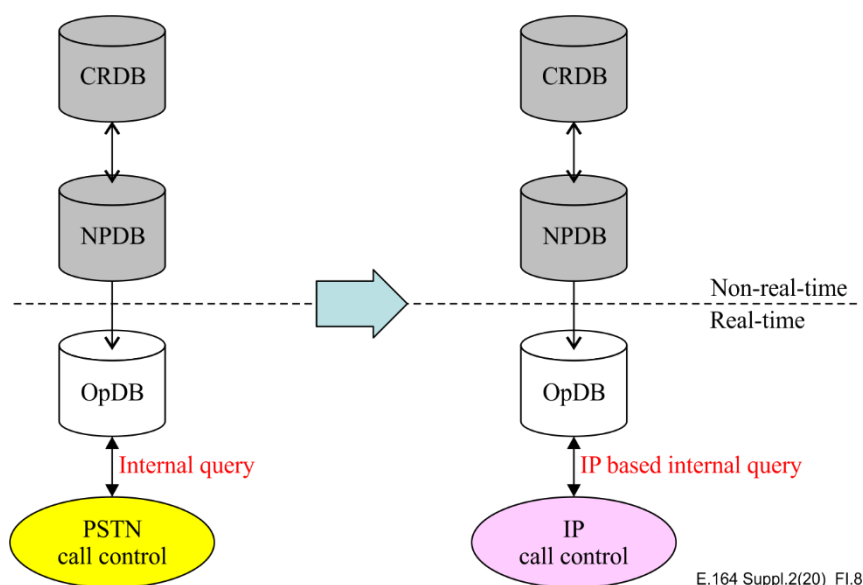 CRDB
CRDB
NPDB
NPDB
Non-real-time
Real-time
OpDB
OpDB
Internal query
IP based internal query
PSTN
call control
IP
call control
E.164 Suppl.2(20)_FI.8